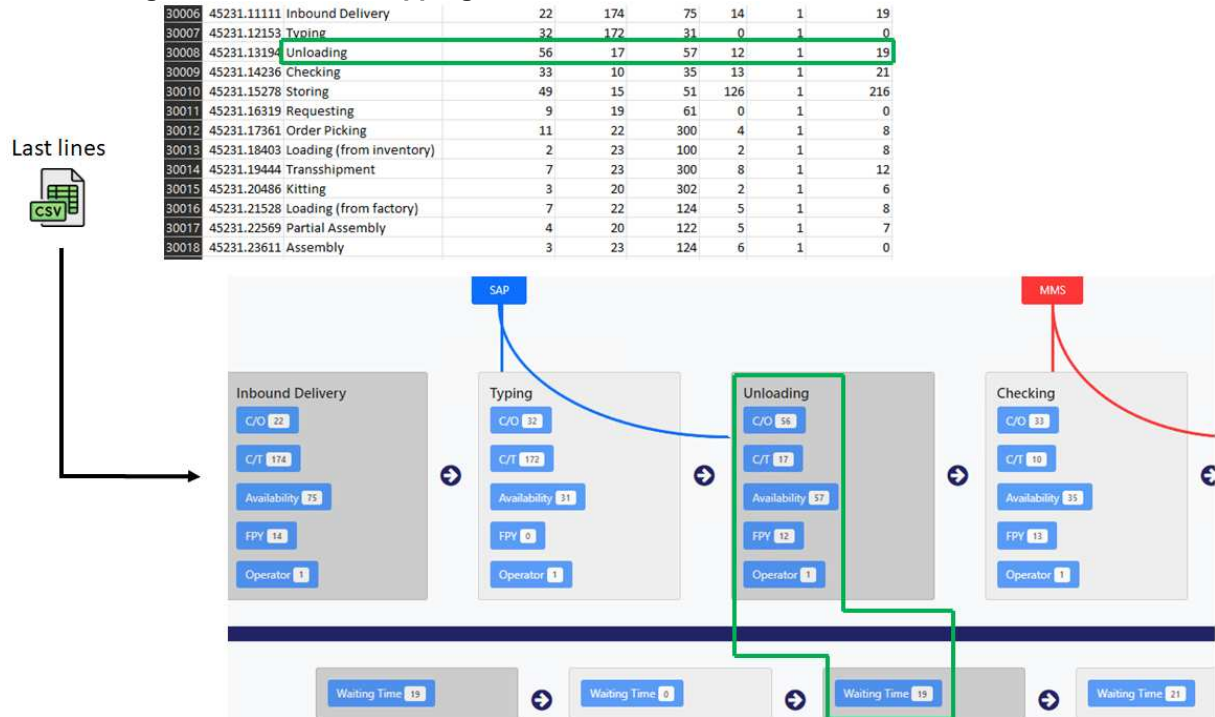 30006 45231.11111 Inbound Delivery 22 174 75 14 1 19
30007 45231.12153 Typing 32 172 31 0 1 0
30008 45231.13194 Unloading 56 17 57 12 1 19
30009 45231.14236 Checking 33 10 35 13 1 21
30010 45231.15278 Storing 49 15 51 126 1 216
30011 45231.16319 Requesting 9 19 61 0 1 0
30012 45231.17361 Order Picking 11 22 300 4 1 8
30013 45231.18403 Loading (from inventory) 2 23 100 2 1 8
30014 45231.19444 Transshipment 7 23 300 8 1 12
30015 45231.20486 Kitting 3 20 302 2 1 6
30016 45231.21528 Loading (from factory) 7 22 124 5 1 8
30017 45231.22569 Partial Assembly 4 20 122 5 1 7
30018 45231.23611 Assembly 3 23 124 6 1 0
Last lines
CSV
SAP MMS
Inbound Delivery Typing Unloading Checking
C/O 22 C/O 32 C/O 56 C/O 33
C/T 174 C/T 172 C/T 17 C/T 10
Availability 75 Availability 31 Availability 57 Availability 35
FPY 14 FPY 0 FPY 12 FPY 13
Operator 1 Operator 1 Operator 1 Operator 1
Waiting Time 19 Waiting Time 0 Waiting Time 19 Waiting Time 21